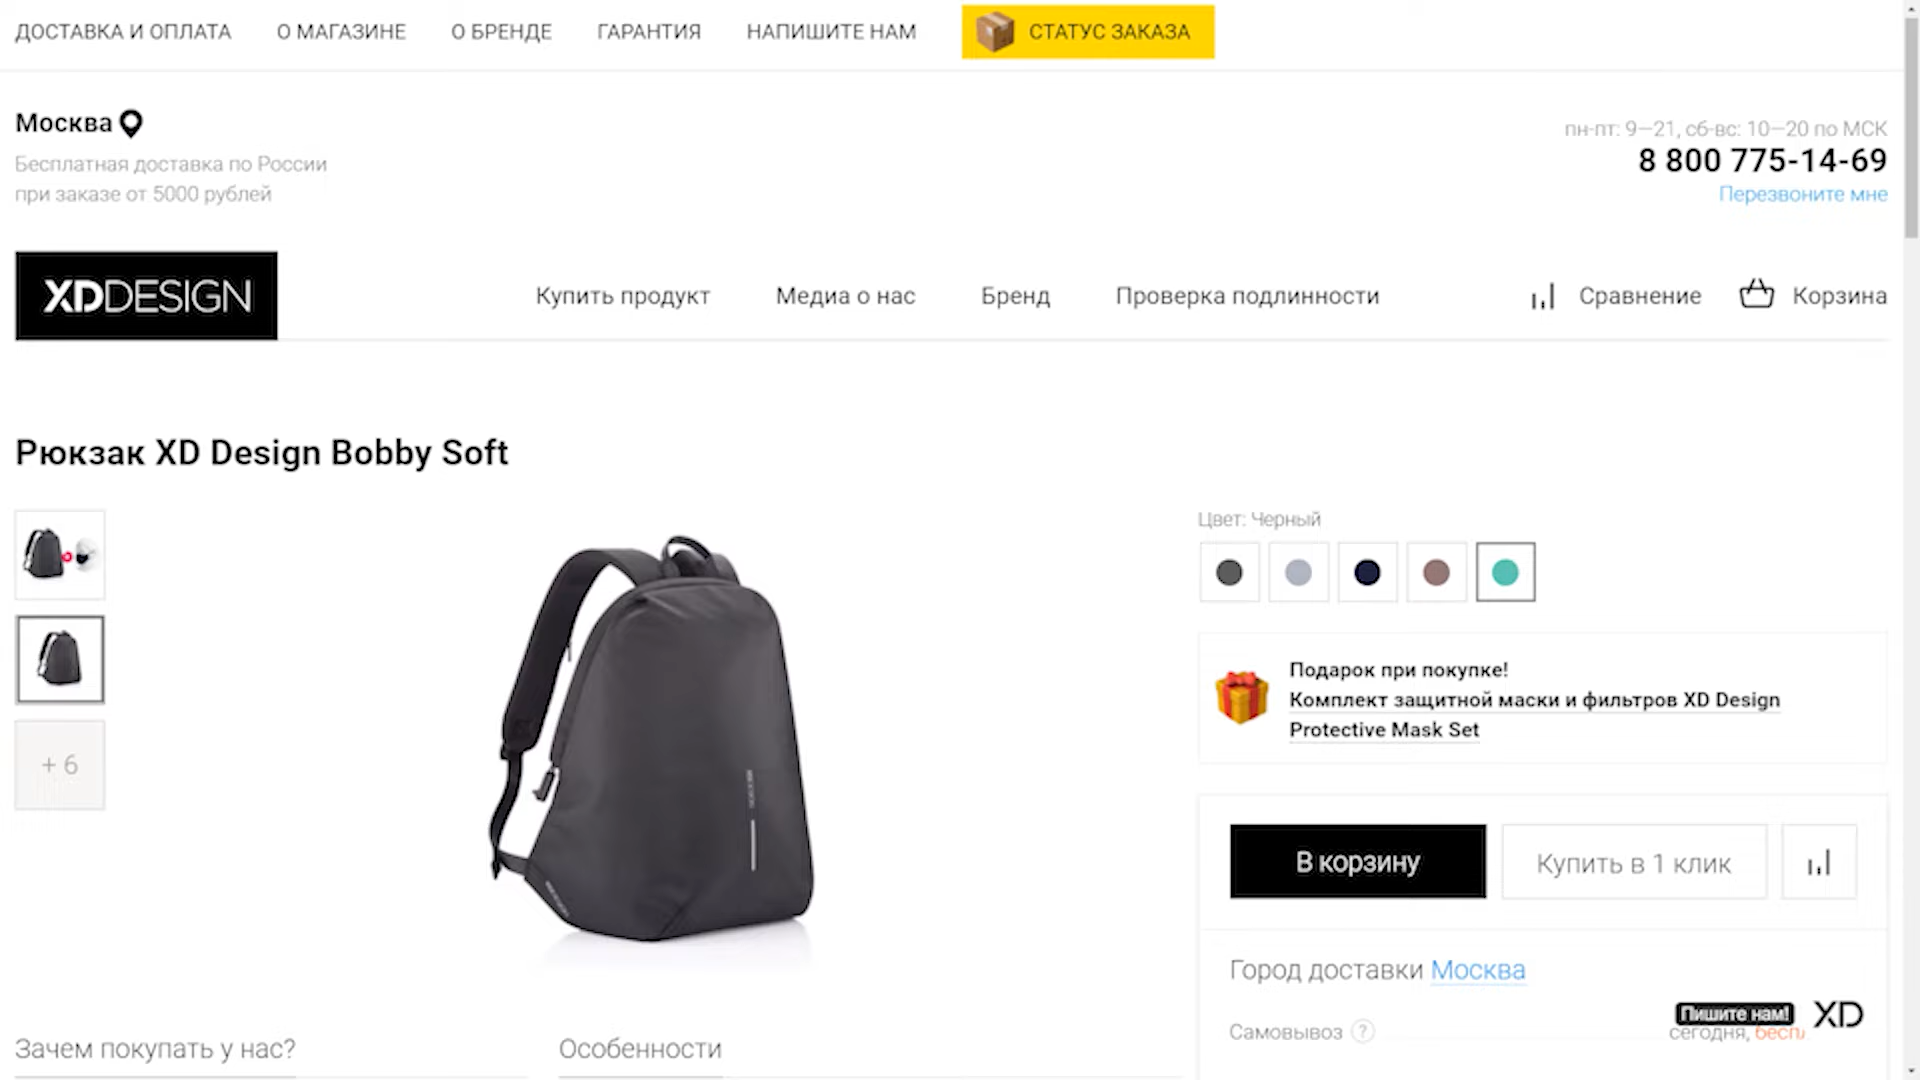 ДОСТАВКА И ОПЛАТА
О МАГАЗИНЕ
О БРЕНДЕ
ГАРАНТИЯ
НАПИШИТЕ НАМ
СТАТУС ЗАКАЗА
Москва
Бесплатная доставка по России
при заказе от 5000 рублей
пн-пт: 9—21, сб-вс: 10—20 по МСК
8 800 775-14-69
Перезвоните мне
XDDESIGN
Купить продукт
Медиа о нас
Бренд
Проверка подлинности
Сравнение
Корзина
Рюкзак XD Design Bobby Soft
+ 6
Цвет: Черный
Подарок при покупке!
Комплект защитной маски и фильтров XD Design
Protective Mask Set
В корзину
Купить в 1 клик
Город доставки Москва
Самовывоз ?
Пишите нам!
XD
сегодня,
Зачем покупать у нас?
Особенности